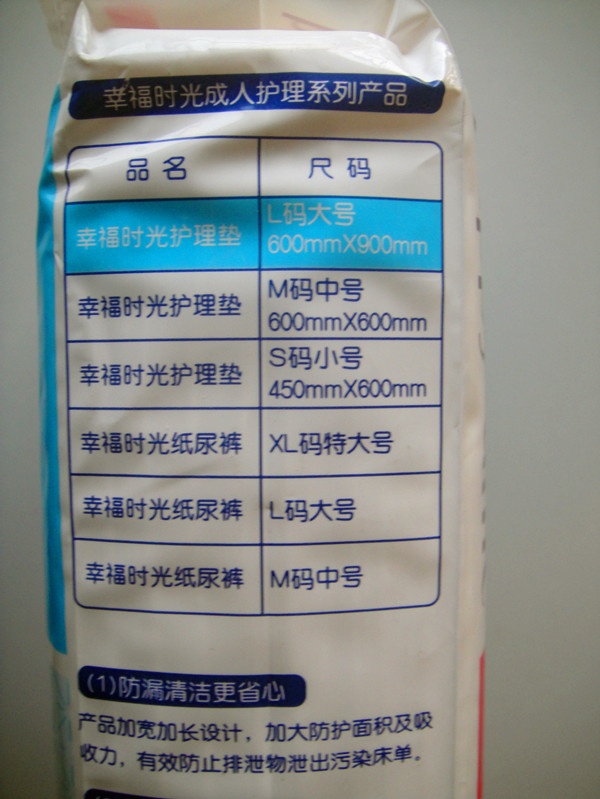 幸福时光成人护理系列产品
品名 尺码
幸福时光护理垫 L码大号
600mmX900mm
幸福时光护理垫 M码中号
600mmX600mm
幸福时光护理垫 S码小号
450mmX600mm
幸福时光纸尿裤 XL码特大号
幸福时光纸尿裤 L码大号
幸福时光纸尿裤 M码中号
(1)防漏清洁更省心
产品加宽加长设计，加大防护面积及吸
收力，有效防止排泄物泄出污染床单。